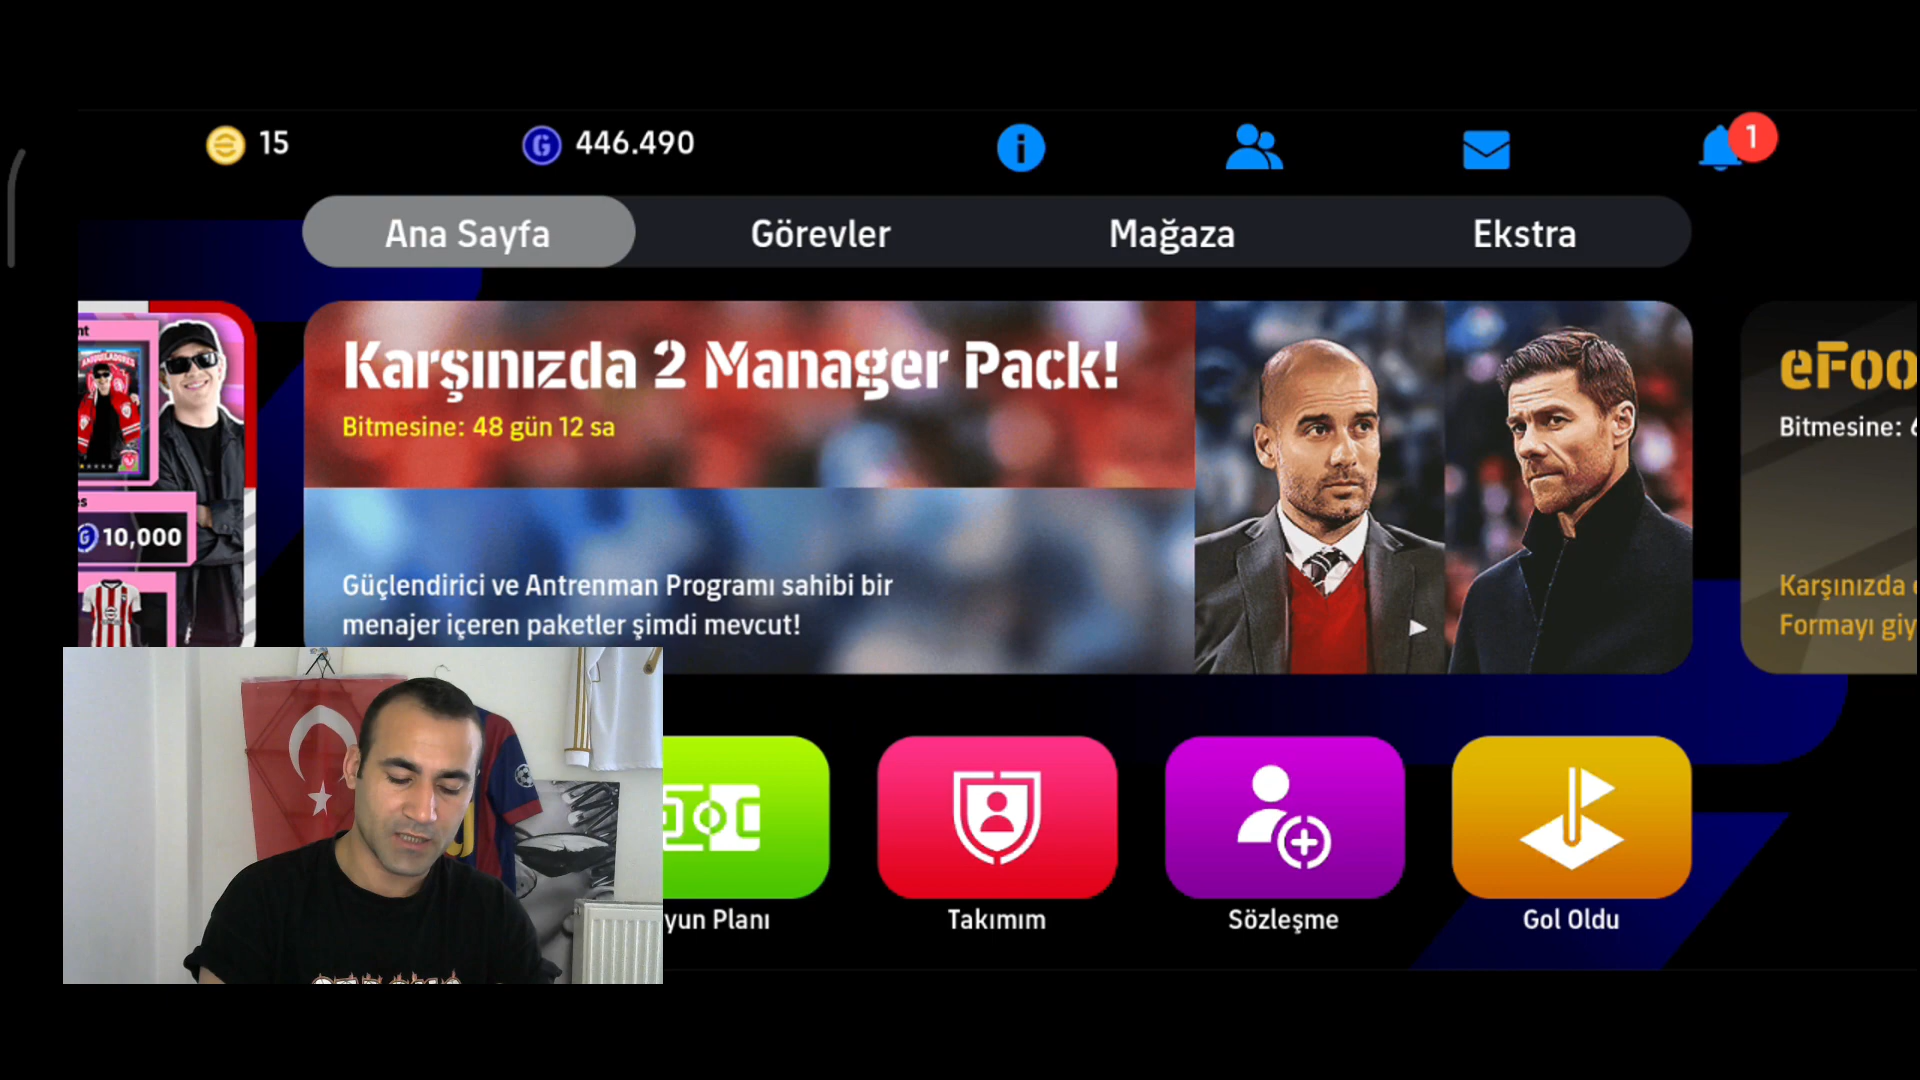 15
446.490
1
Ana Sayfa
Görevler
Mağaza
Ekstra
10,000
Karşınızda 2 Manager Pack!
Bitmesine: 48 gün 12 sa
Güçlendirici ve Antrenman Programı sahibi bir
menajer içeren paketler şimdi mevcut!
eFoo
Bitmesine: 6
Karşınızda
Formayı giy
yun Planı
Takımım
Sözleşme
Gol Oldu